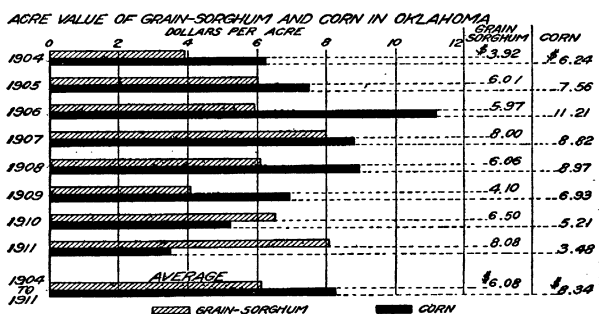 ACRE VALUE OF GRAIN-SORGHUM AND CORN IN OKLAHOMA
DOLLARS PER ACRE
GRAIN SORGHUM CORN
0 2 4 6 8 10 12
1904 $3.92 $6.24
1905 6.01 7.56
1906 5.97 11.21
1907 8.00 8.82
1908 6.06 8.97
1909 4.10 6.93
1910 6.50 5.21
1911 8.08 3.48
AVERAGE
1904 TO 1911 $6.08 $8.34
GRAIN-SORGHUM CORN